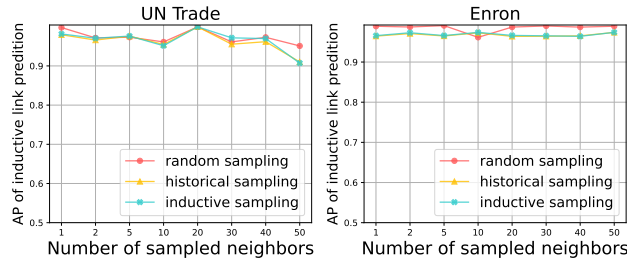 UN Trade
AP of inductive link predition
0.9
0.8
0.7
0.6
0.5
random sampling
historical sampling
inductive sampling
1 2 5 10 20 30 40 50
Number of sampled neighbors
Enron
AP of inductive link predition
0.9
0.8
0.7
0.6
0.5
random sampling
historical sampling
inductive sampling
1 2 5 10 20 30 40 50
Number of sampled neighbors